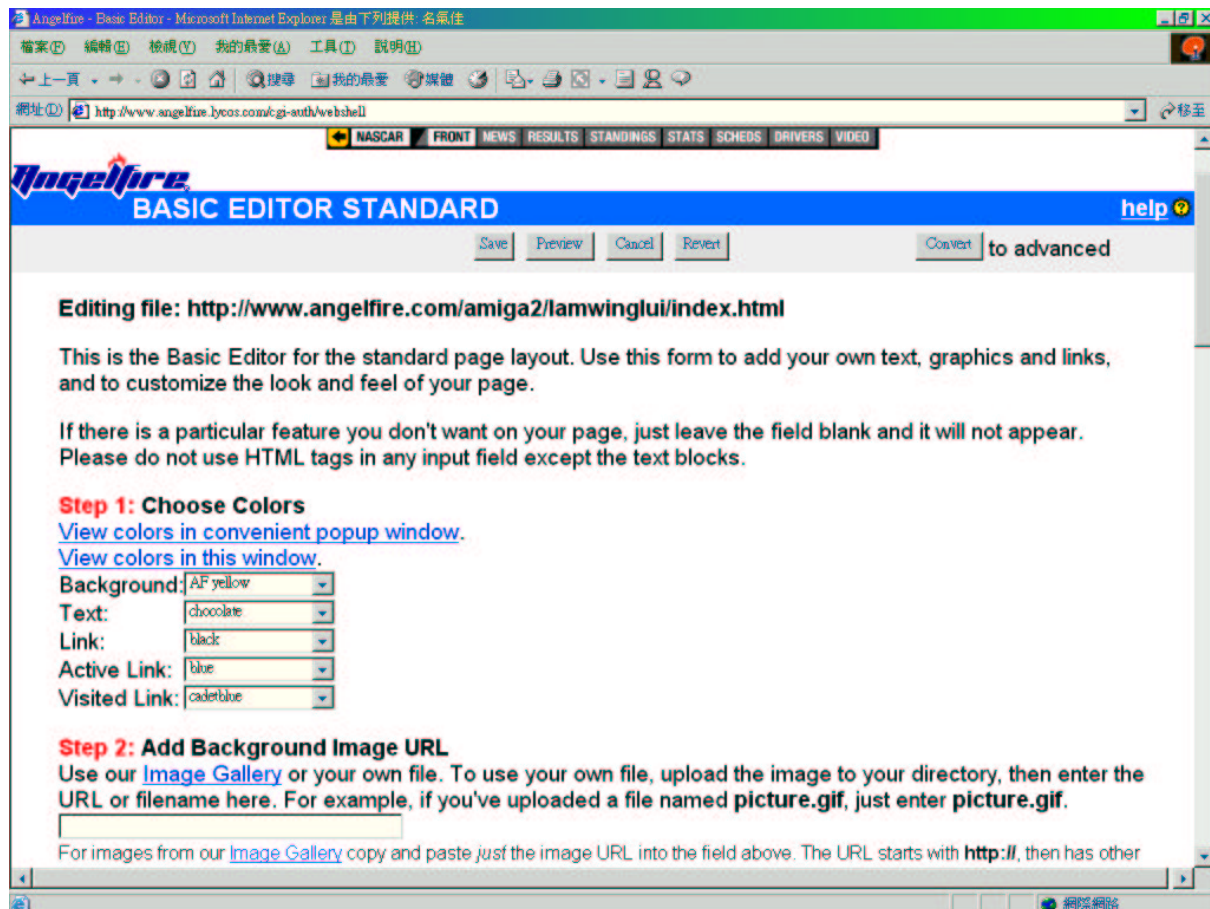 Angelfire - Basic Editor - Microsoft Internet Explorer 是由下列提供: 名氣佳
檔案(F) 編輯(E) 檢視(V) 我的最愛(A) 工具(T) 說明(H)
上一頁 搜尋 我的最愛 媒體
網址(D) http://www.angelfire.lycos.com/cgi-auth/webshell 移至
NASCAR FRONT NEWS RESULTS STANDINGS STATS SCHEDS DRIVERS VIDEO
Angelfire
BASIC EDITOR STANDARD help ?
Save Preview Cancel Revert Convert to advanced
Editing file: http://www.angelfire.com/amiga2/lamwinglui/index.html
This is the Basic Editor for the standard page layout. Use this form to add your own text, graphics and links,
and to customize the look and feel of your page.
If there is a particular feature you don't want on your page, just leave the field blank and it will not appear.
Please do not use HTML tags in any input field except the text blocks.
Step 1: Choose Colors
View colors in convenient popup window.
View colors in this window.
Background: AF yellow
Text: chocolate
Link: black
Active Link: blue
Visited Link: cadetblue
Step 2: Add Background Image URL
Use our Image Gallery or your own file. To use your own file, upload the image to your directory, then enter the
URL or filename here. For example, if you've uploaded a file named picture.gif, just enter picture.gif.
For images from our Image Gallery copy and paste just the image URL into the field above. The URL starts with http://, then has other
網際網路